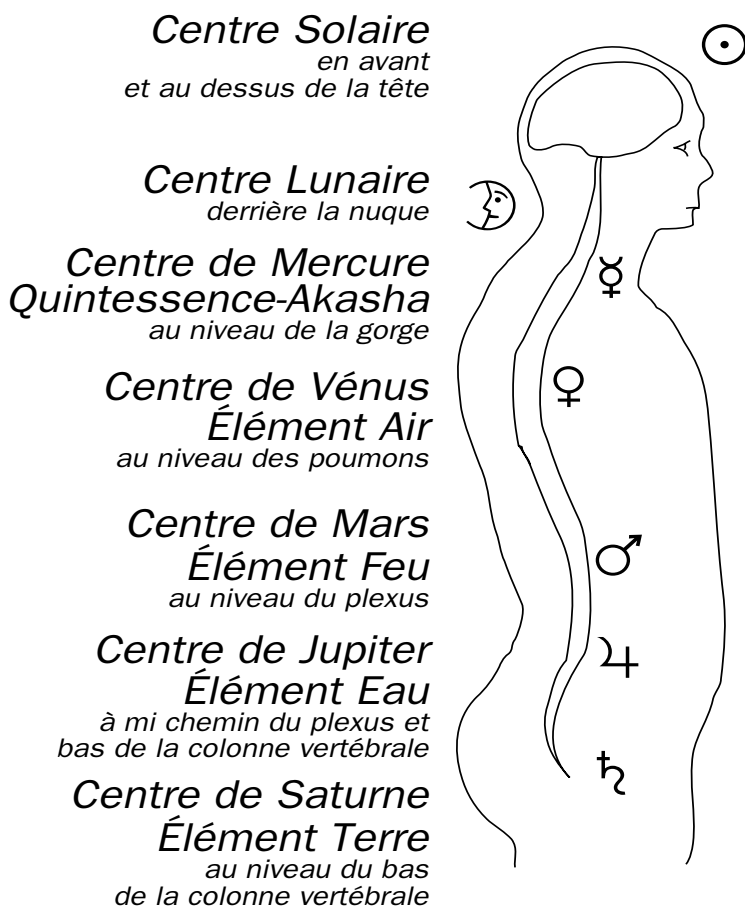 Centre Solaire
en avant
et au dessus de la tête
Centre Lunaire
derrière la nuque
Centre de Mercure
Quintessence-Akasha
au niveau de la gorge
Centre de Vénus
Élément Air
au niveau des poumons
Centre de Mars
Élément Feu
au niveau du plexus
Centre de Jupiter
Élément Eau
à mi chemin du plexus et
bas de la colonne vertébrale
Centre de Saturne
Élément Terre
au niveau du bas
de la colonne vertébrale